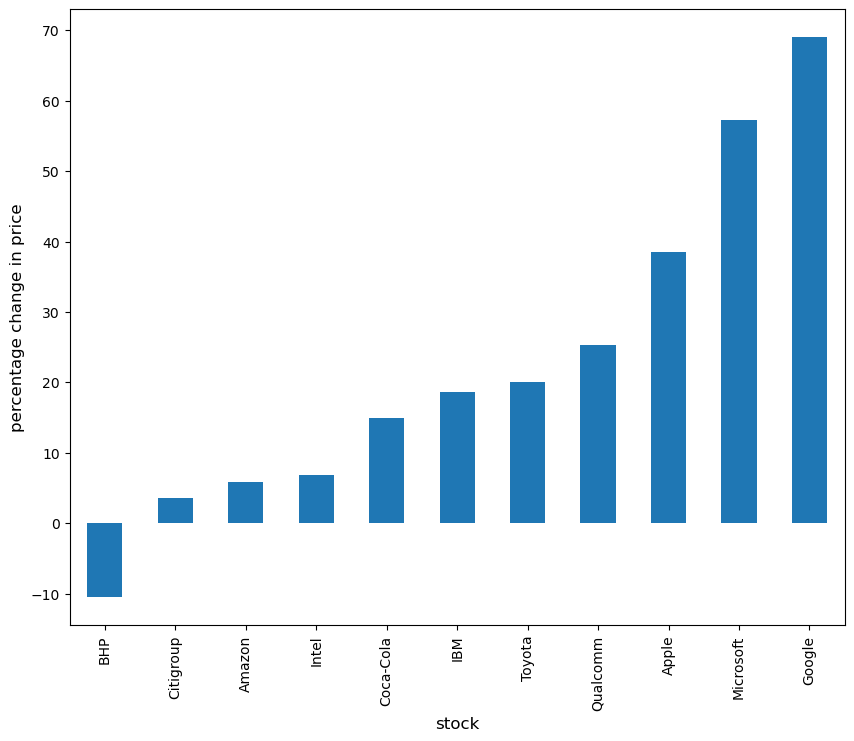 70
60
50
40
30
20
10
0
−10
percentage change in price
BHP
Citigroup
Amazon
Intel
Coca-Cola
IBM
Toyota
Qualcomm
Apple
Microsoft
Google
stock